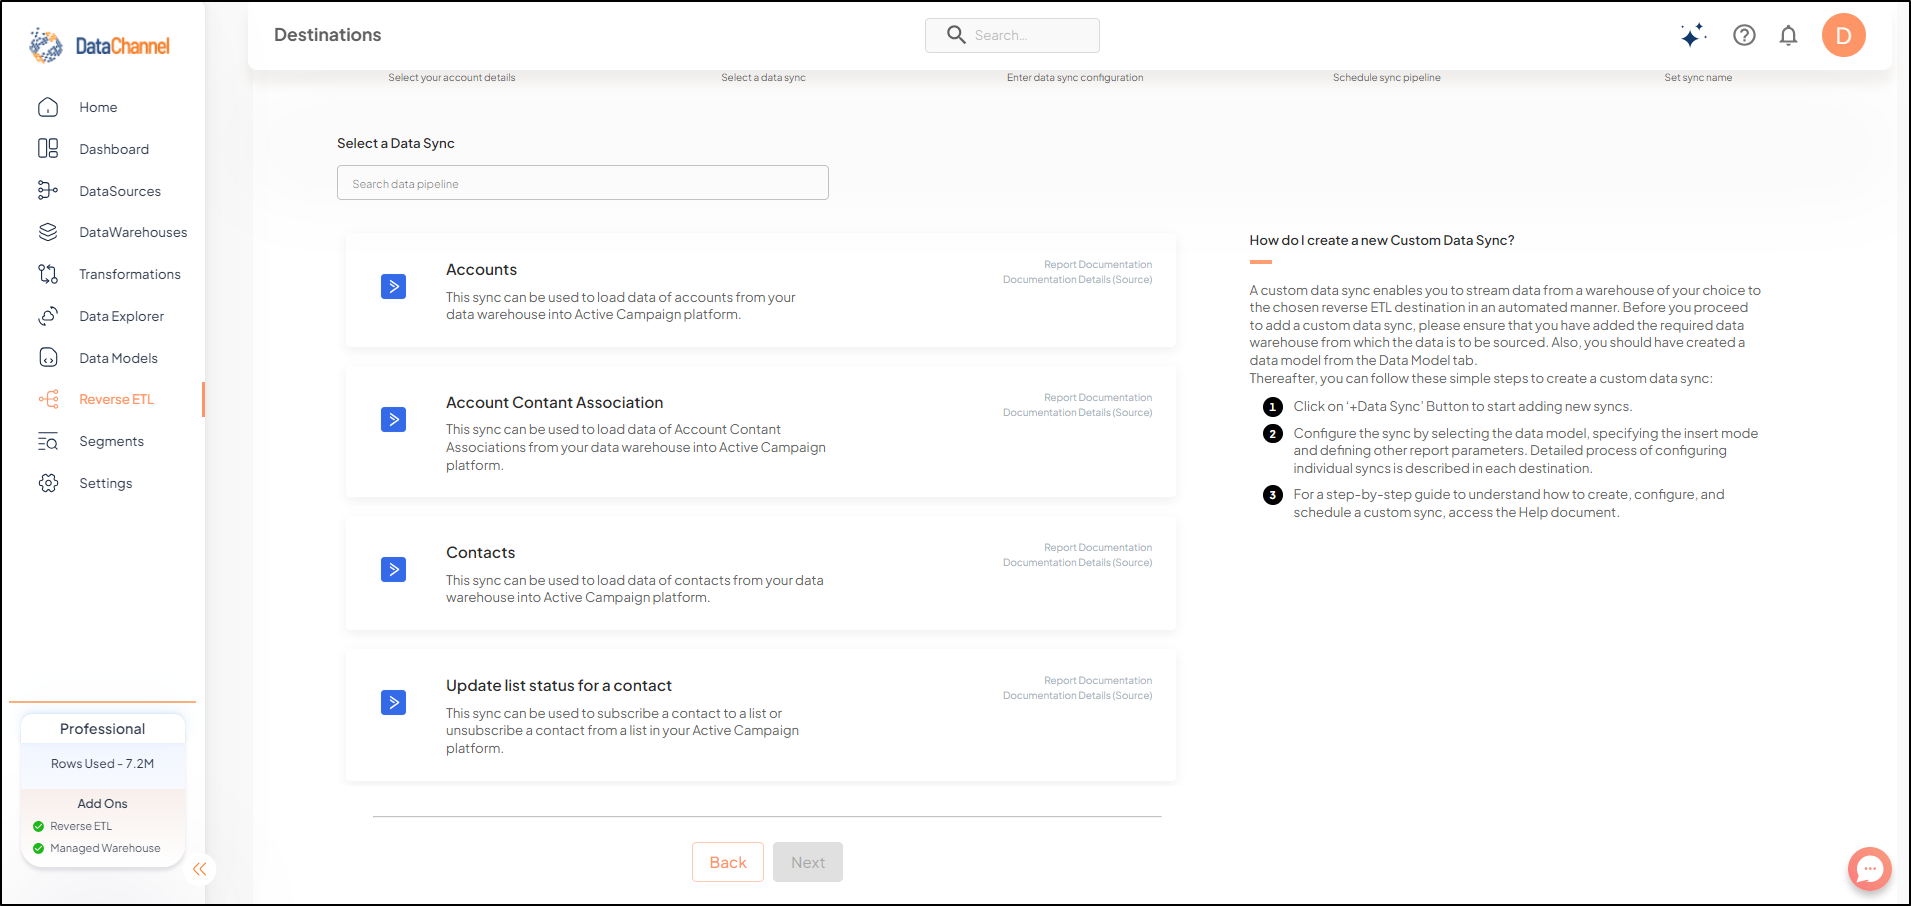 DataChannel
Destinations
Search...
D
Home
Dashboard
DataSources
DataWarehouses
Transformations
Data Explorer
Data Models
Reverse ETL
Segments
Settings
Professional
Rows Used - 7.2M
Add Ons
Reverse ETL
Managed Warehouse
Select your account details
Select a data sync
Enter data sync configuration
Schedule sync pipeline
Set sync name
Select a Data Sync
Search data pipeline
Accounts
This sync can be used to load data of accounts from your
data warehouse into Active Campaign platform.
Report Documentation
Documentation Details (Source)
Account Contant Association
This sync can be used to load data of Account Contant
Associations from your data warehouse into Active Campaign
platform.
Report Documentation
Documentation Details (Source)
Contacts
This sync can be used to load data of contacts from your data
warehouse into Active Campaign platform.
Report Documentation
Documentation Details (Source)
Update list status for a contact
This sync can be used to subscribe a contact to a list or
unsubscribe a contact from a list in your Active Campaign
platform.
Report Documentation
Documentation Details (Source)
Back
Next
How do I create a new Custom Data Sync?
A custom data sync enables you to stream data from a warehouse of your choice to
the chosen reverse ETL destination in an automated manner. Before you proceed
to add a custom data sync, please ensure that you have added the required data
warehouse from which the data is to be sourced. Also, you should have created a
data model from the Data Model tab.
Thereafter, you can follow these simple steps to create a custom data sync:
1 Click on ‘+Data Sync’ Button to start adding new syncs.
2 Configure the sync by selecting the data model, specifying the insert mode
and defining other report parameters. Detailed process of configuring
individual syncs is described in each destination.
3 For a step-by-step guide to understand how to create, configure, and
schedule a custom sync, access the Help document.